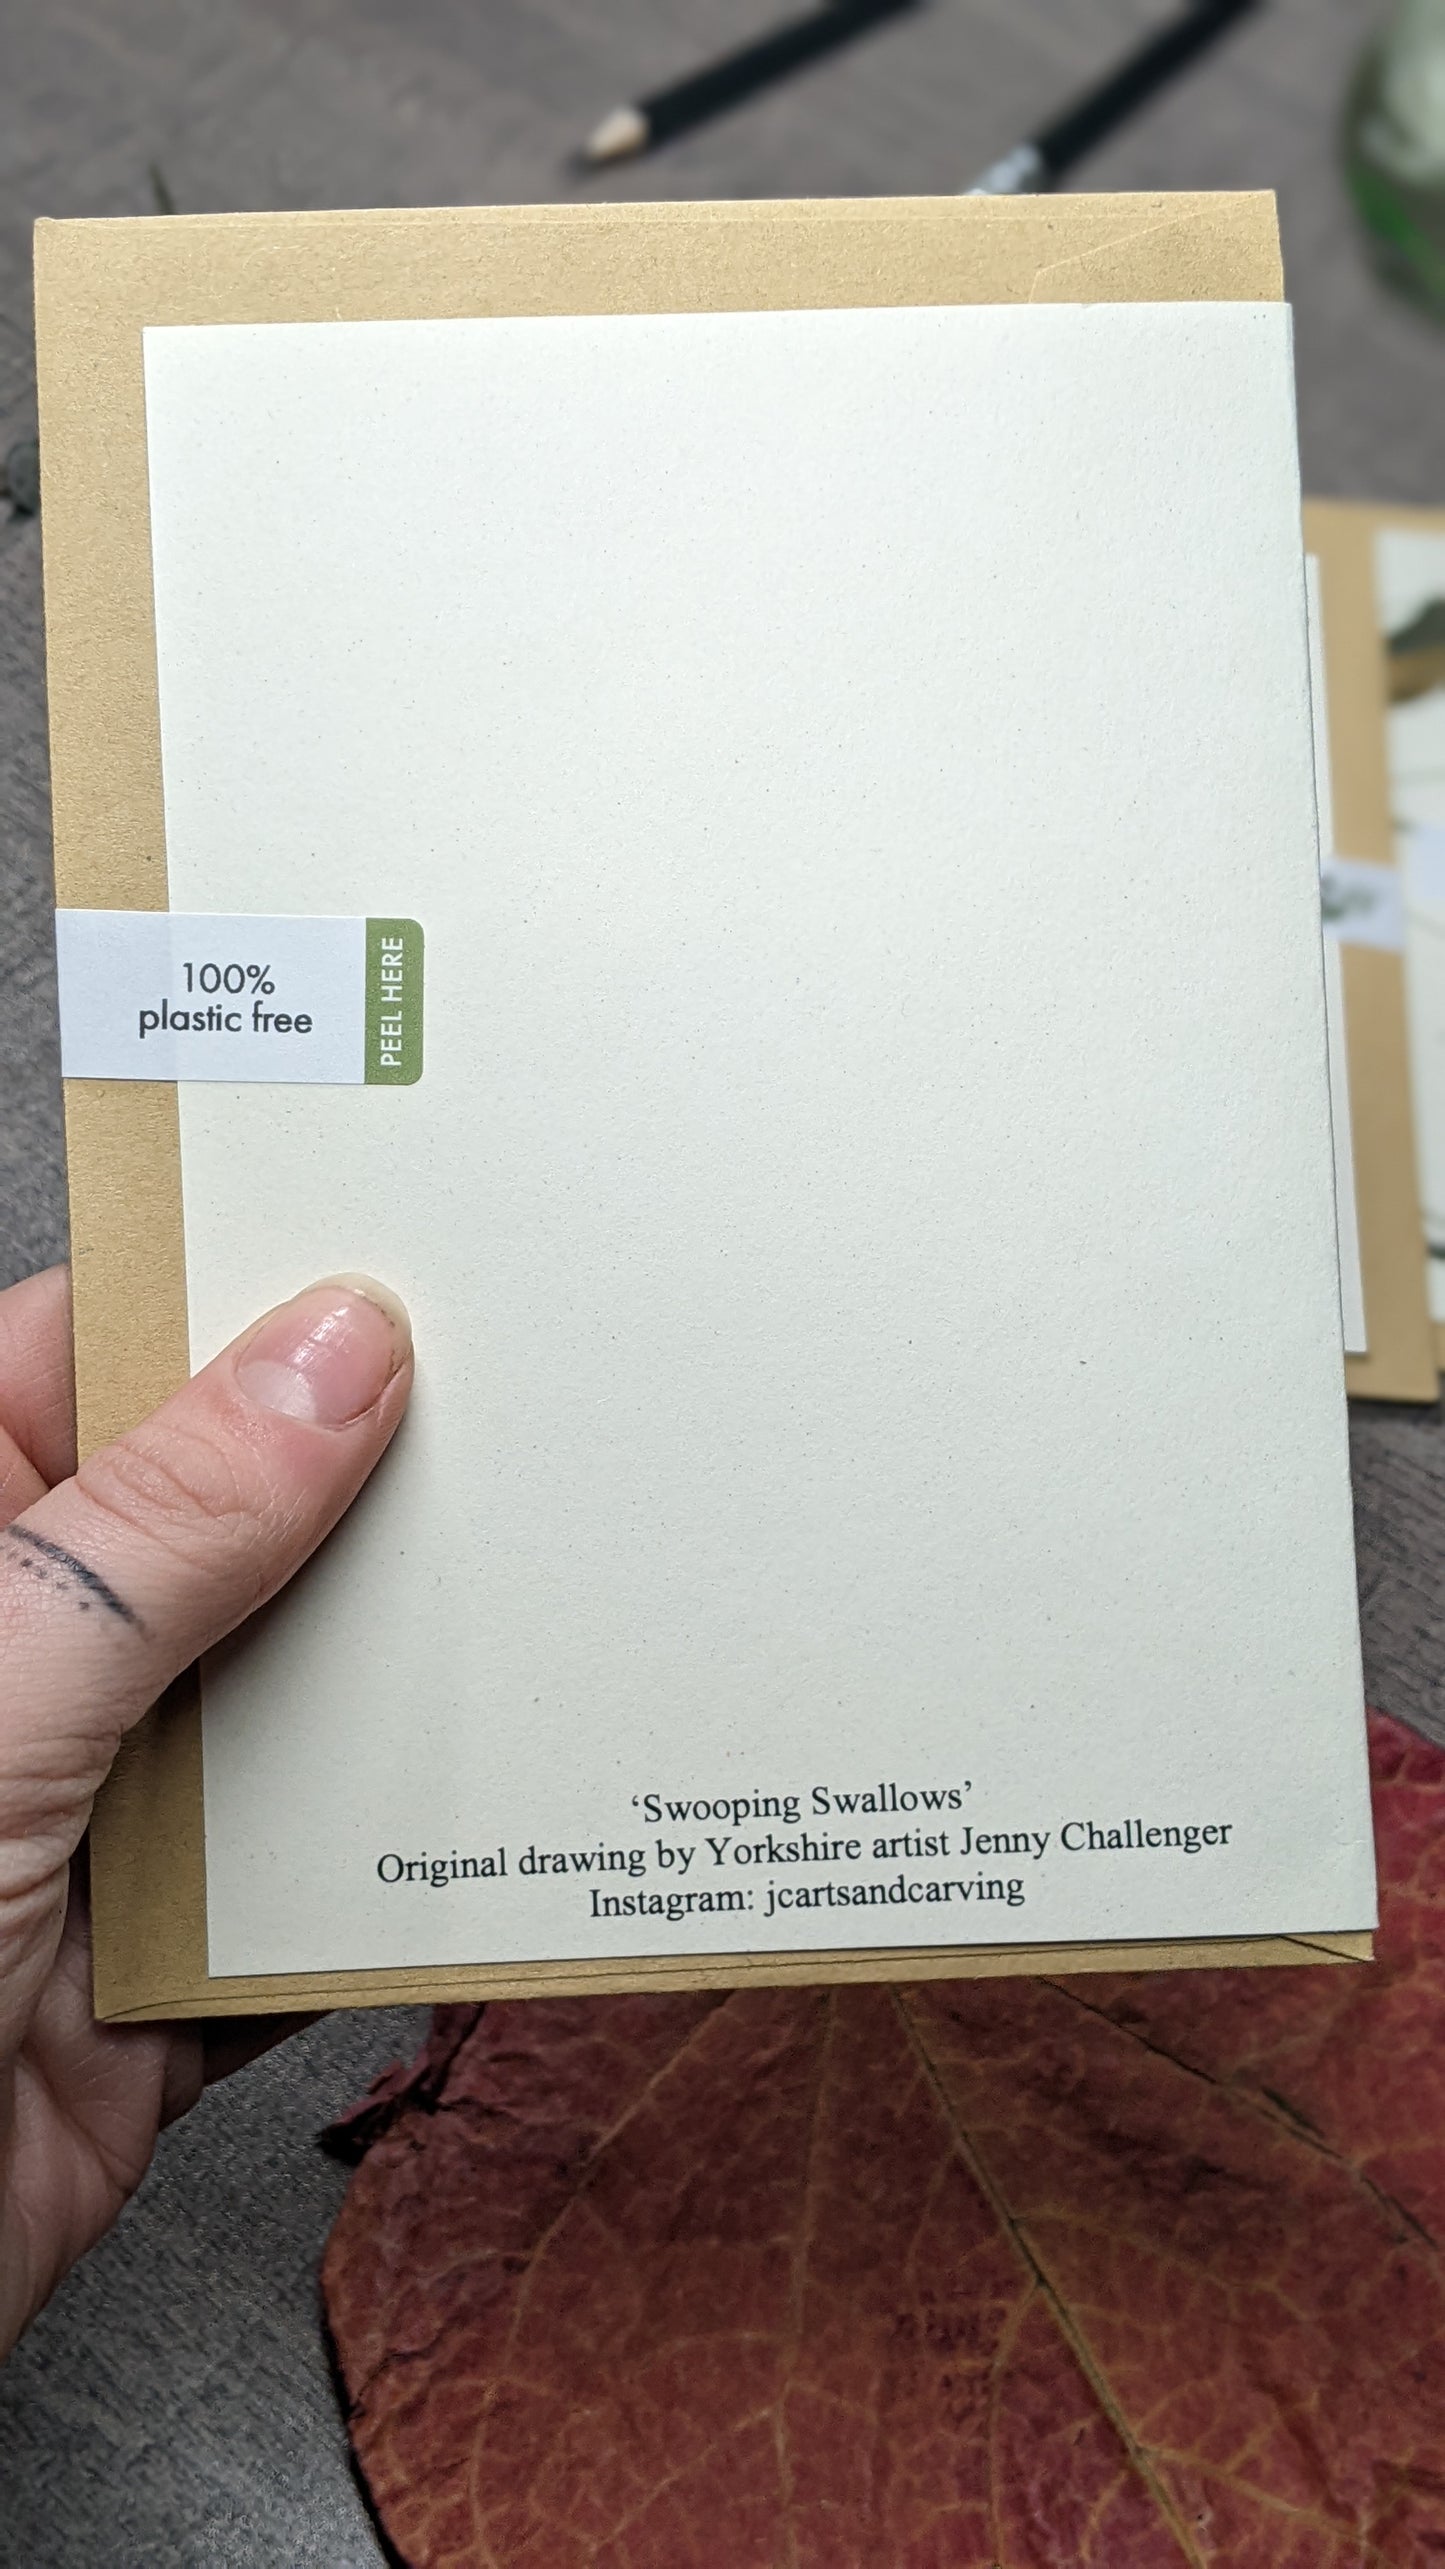 100%
plastic free
PEEL HERE
‘Swooping Swallows’
Original drawing by Yorkshire artist Jenny Challenger
Instagram: jcartsandcarving